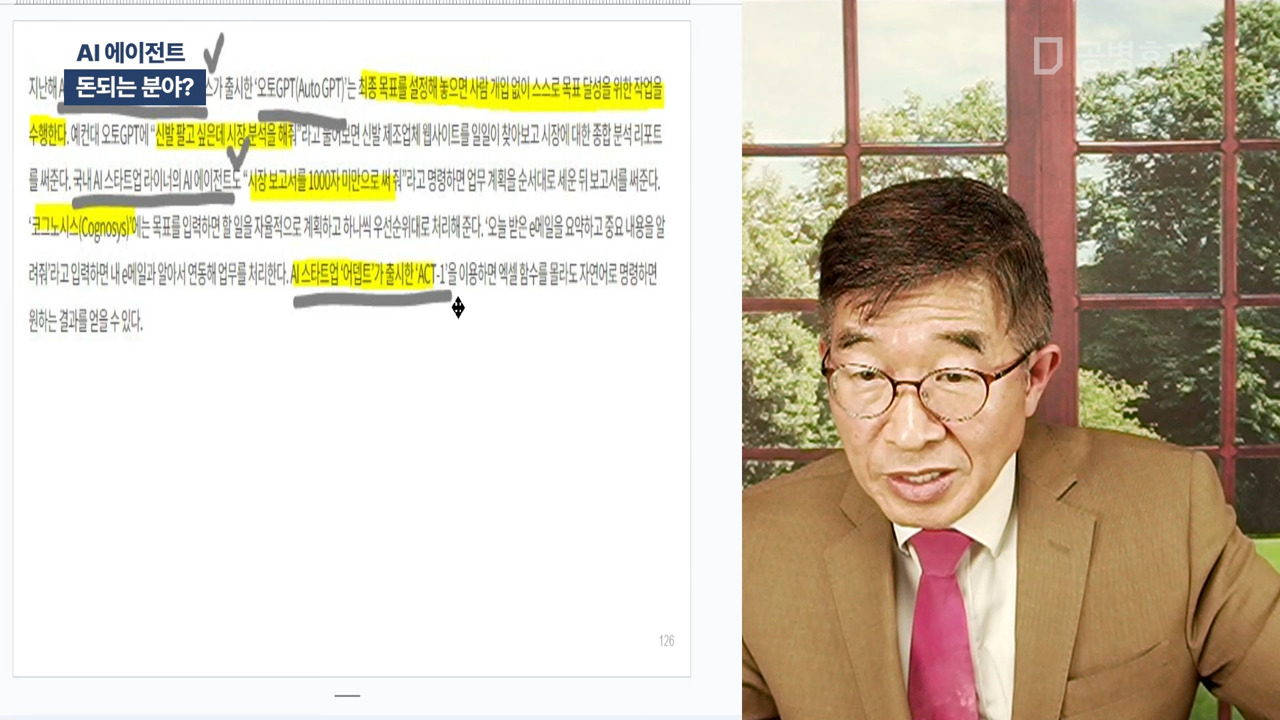 AI 에이전트
돈되는 분야?
지난해 스가 출시한 ‘오토GPT(Auto GPT)’는 최종 목표를 설정해 놓으면 사람 개입 없이 스스로 목표 달성을 위한 작업을
수행한다. 예컨대 오토GPT에 “신발 팔고 싶은데 시장 분석을 해줘”라고 물어보면 신발 제조업체 웹사이트를 일일이 찾아보고 시장에 대한 종합 분석 리포트
를 써준다. 국내 AI 스타트업 라이너의 AI 에이전트도 “시장 보고서를 1000자 미만으로 써 줘”라고 명령하면 업무 계획을 순서대로 세운 뒤 보고서를 써준다.
‘코그노시스(Cognosys)’에는 목표를 입력하면 할 일을 자율적으로 계획하고 하나씩 우선순위대로 처리해 준다. ‘오늘 받은 e메일을 요약하고 중요 내용을 알
려줘’라고 입력하면 내 e메일과 알아서 연동해 업무를 처리한다. AI 스타트업 ‘어뎁트’가 출시한 ‘ACT-1’을 이용하면 엑셀 함수를 몰라도 자연어로 명령하면
원하는 결과를 얻을 수 있다.
126